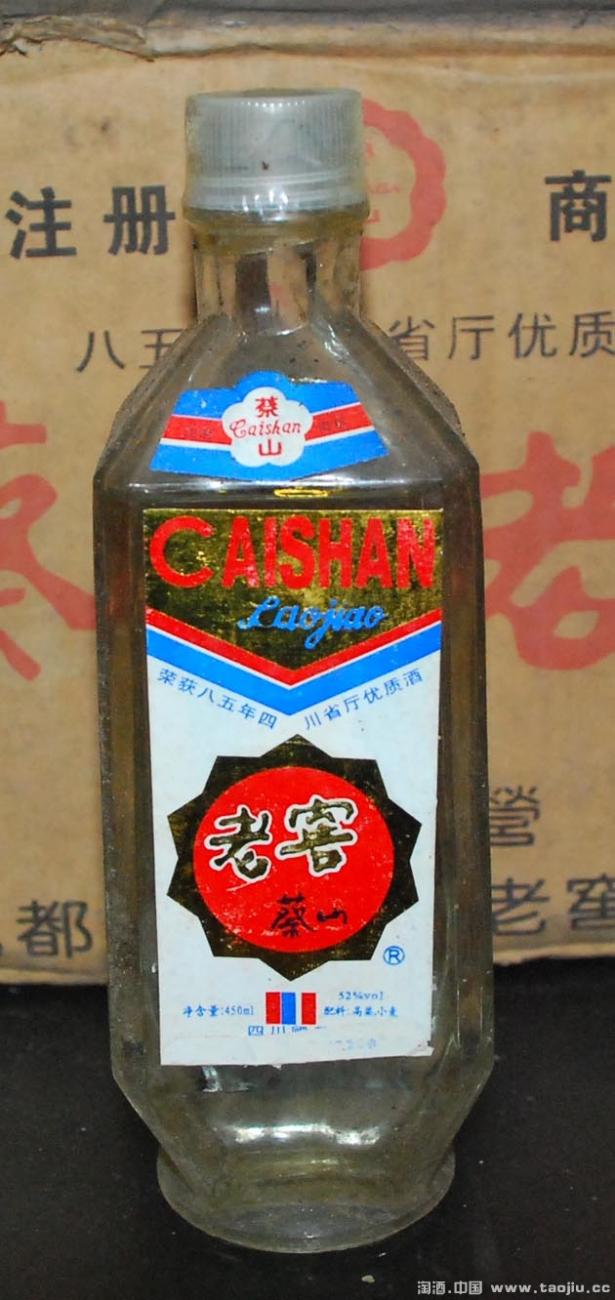 注册
商
八五
省厅优质
蔡
Caishan
山
CAISHAN
Laojiao
荣获八五年四 川省厅优质酒
老
老窖
蔡山
®
營
都
老窖
净含量:450ml
52%vol
配料:高粱.小麦
四川
淘酒.中国 www.taojiu.cc